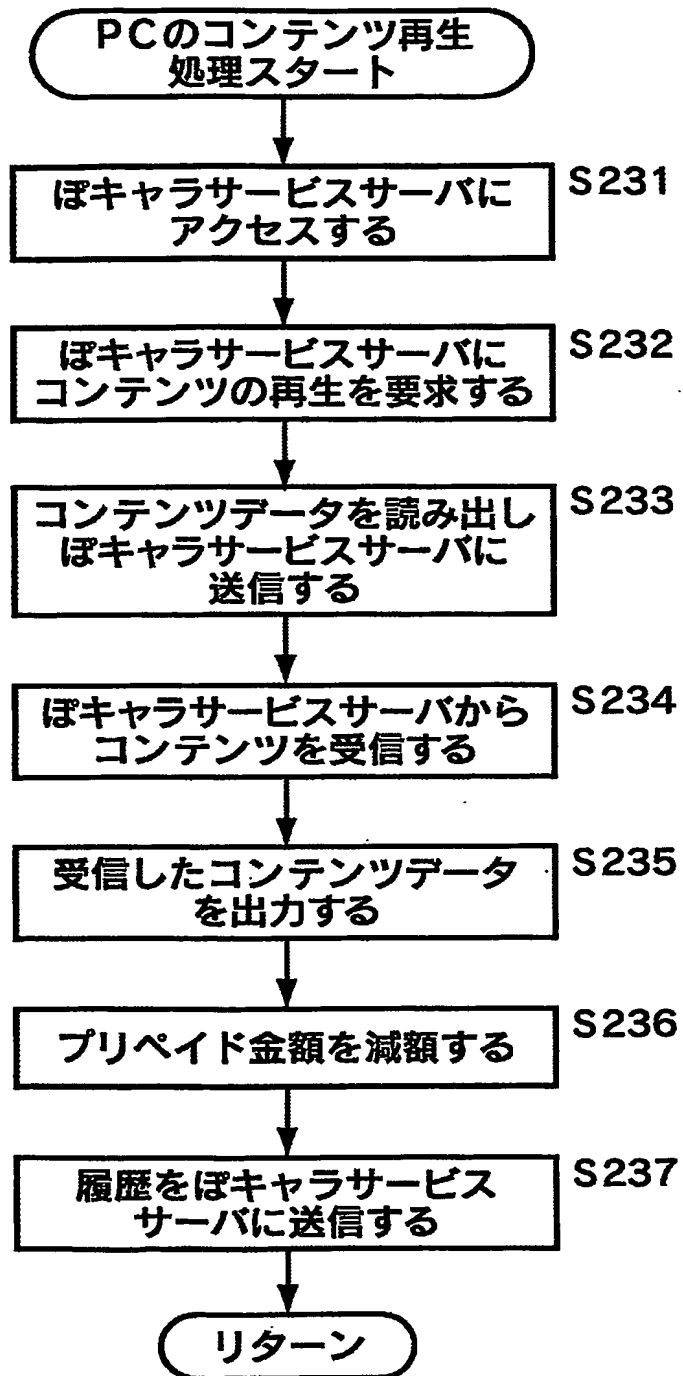 PCのコンテンツ再生
処理スタート
ぽキャラサービスサーバに
アクセスする
S231
ぽキャラサービスサーバに
コンテンツの再生を要求する
S232
コンテンツデータを読み出し
ぽキャラサービスサーバに
送信する
S233
ぽキャラサービスサーバから
コンテンツを受信する
S234
受信したコンテンツデータ
を出力する
S235
プリペイド金額を減額する
S236
履歴をぽキャラサービス
サーバに送信する
S237
リターン